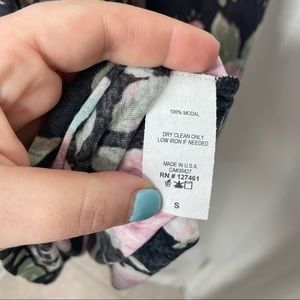 100% MODAL
DRY CLEAN ONLY
LOW IRON IF NEEDED
MADE IN U.S.A.
CA#30427
RN # 127461
S